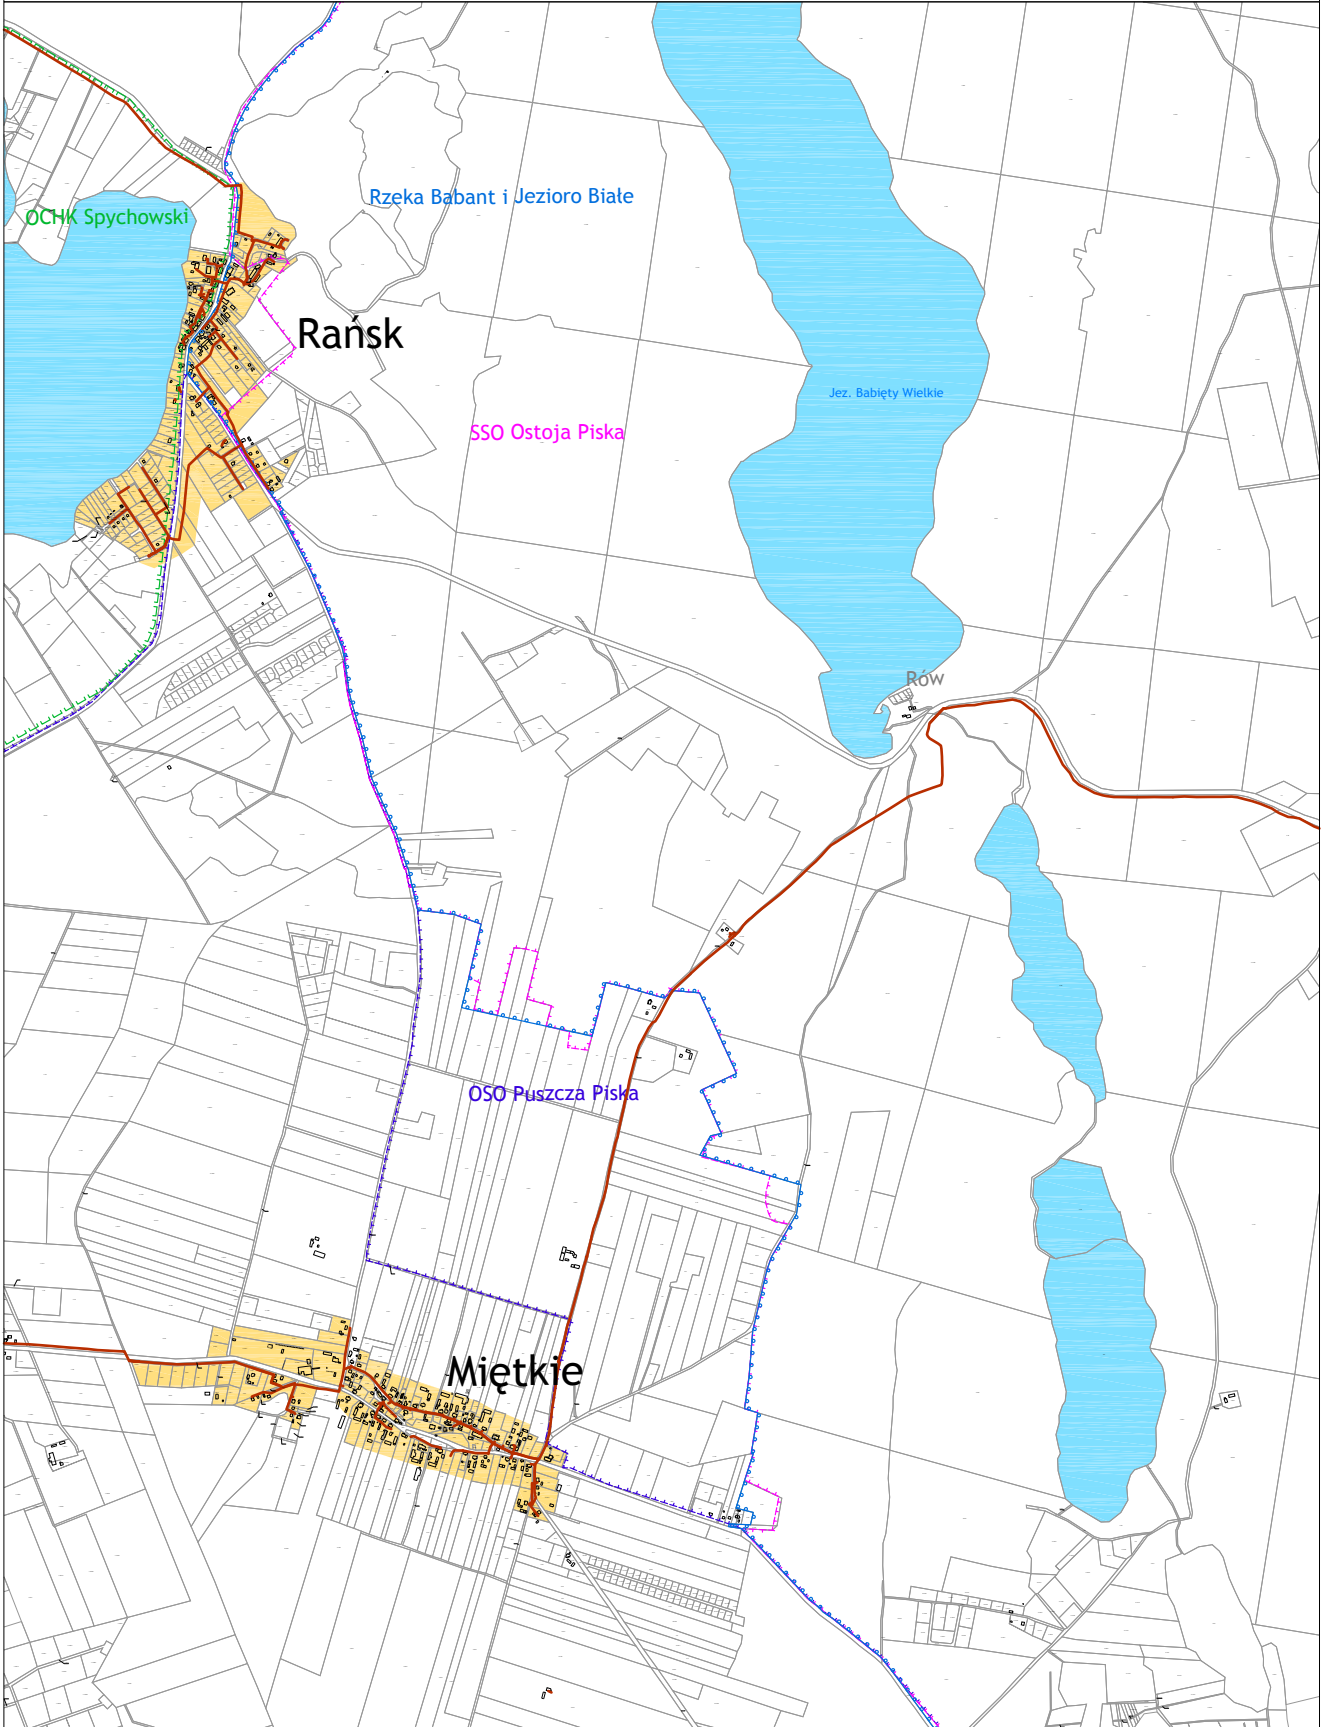 Rzeka Babant i Jezioro Białe
OCHK Spychowski
Rańsk
Jez. Babięty Wielkie
SSO Ostoja Piska
Rów
OSO Puszcza Piska
Miętkie